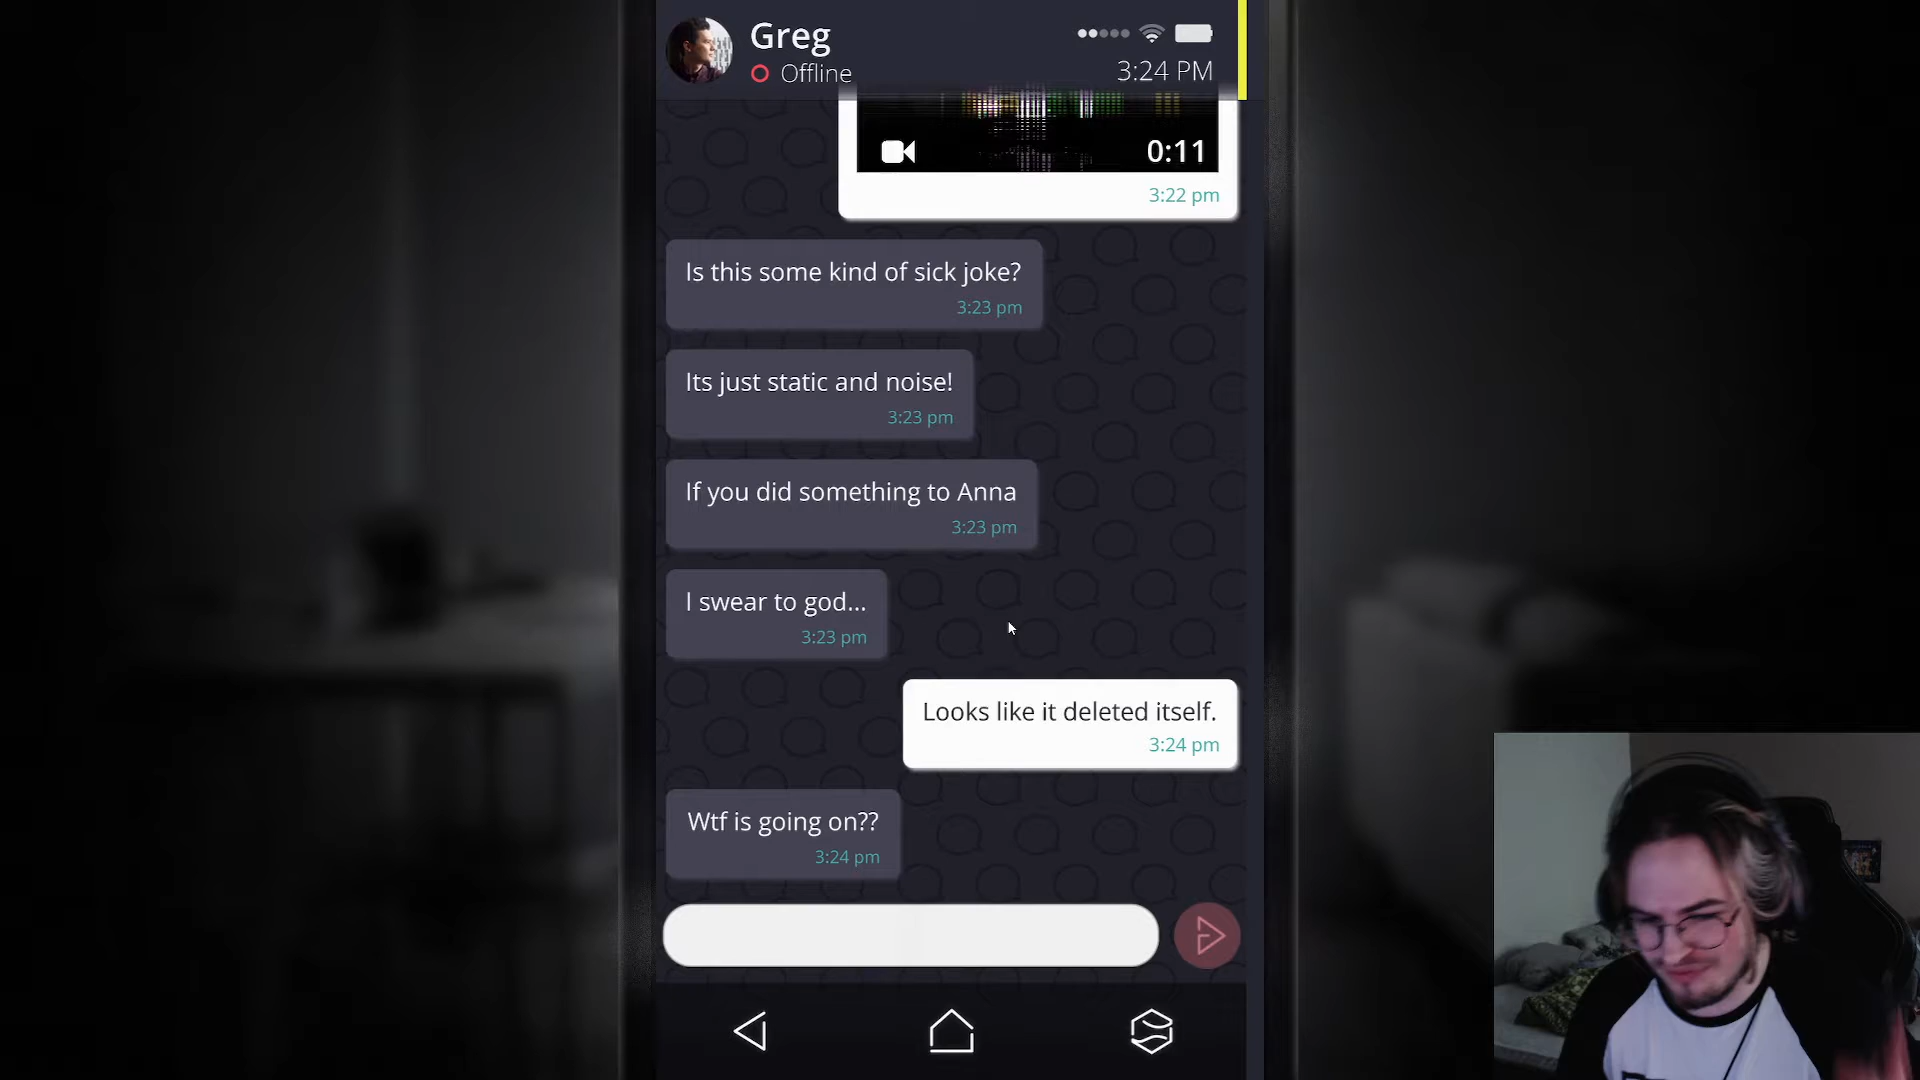 Greg
Offline
3:24 PM
0:11
3:22 pm
Is this some kind of sick joke?
3:23 pm
Its just static and noise!
3:23 pm
If you did something to Anna
3:23 pm
I swear to god...
3:23 pm
Looks like it deleted itself.
3:24 pm
Wtf is going on??
3:24 pm